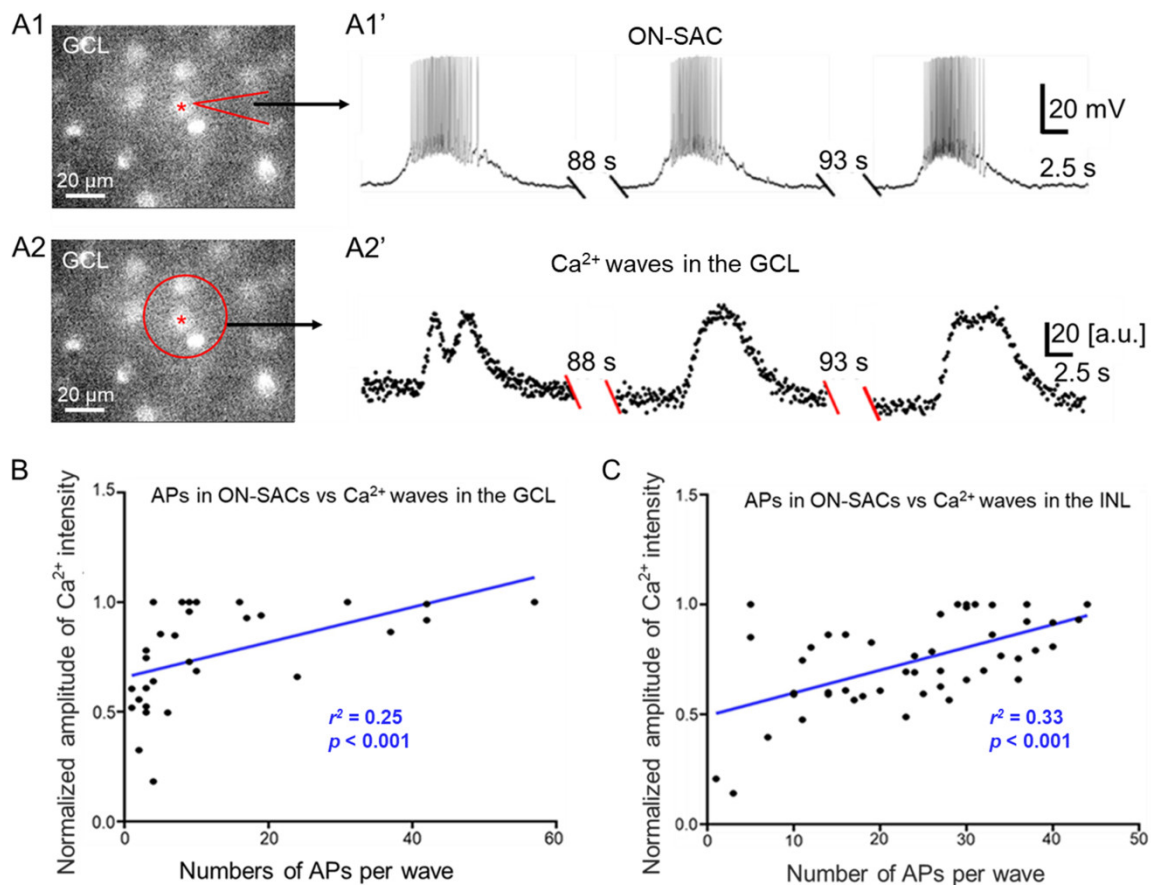 A1
GCL
*
20 µm
A1'
ON-SAC
88 s
93 s
20 mV
2.5 s
A2
GCL
*
20 µm
A2'
Ca²⁺ waves in the GCL
88 s
93 s
20 [a.u.]
2.5 s
B
APs in ON-SACs vs Ca²⁺ waves in the GCL
Normalized amplitude of Ca²⁺ intensity
1.5
1.0
0.5
0.0
r² = 0.25
p < 0.001
0 20 40 60
Numbers of APs per wave
C
APs in ON-SACs vs Ca²⁺ waves in the INL
Normalized amplitude of Ca²⁺ intensity
1.5
1.0
0.5
0.0
r² = 0.33
p < 0.001
0 10 20 30 40 50
Number of APs per wave